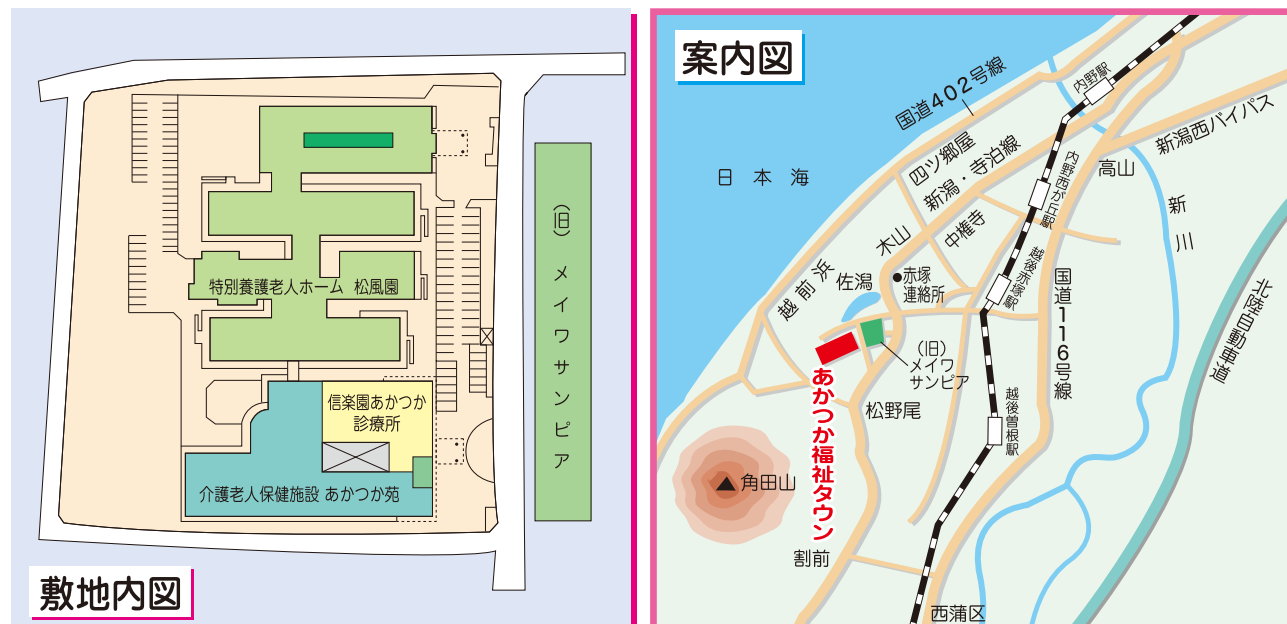 特別養護老人ホーム 松風園
信楽園あかつか
診療所
介護老人保健施設 あかつか苑
(旧)メイワサンピア
敷地内図
案内図
国道402号線
内野駅
新潟西バイパス
四ツ郷屋
新潟・寺泊線
日本海
内野西が丘駅
高山
新川
木山
中権寺
越前浜
佐潟
赤塚
連絡所
越後赤塚駅
国道116号線
北陸自動車道
(旧)
メイワ
サンピア
あかつか福祉タウン
松野尾
越後曽根駅
角田山
割前
西蒲区